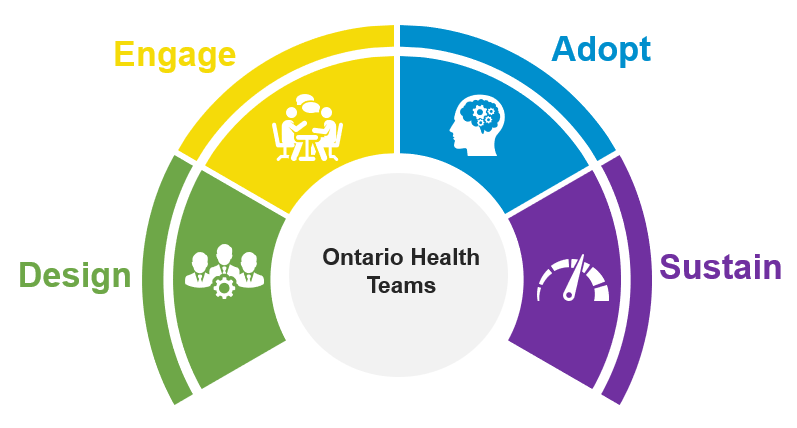 Engage
Adopt
Design
Ontario Health
Teams
Sustain